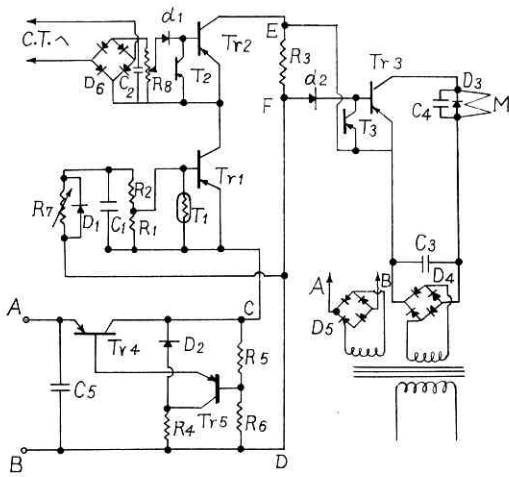 d1
E
C.T.へ
Tr2
R3
Tr3
D6
C2
R8
T2
F
d2
D3
C4
M
T3
Tr1
R7
D1
C1
R2
R1
T1
C3
D4
A
B
D5
A
C
Tr4
D2
R5
C5
Tr5
R4
R6
B
D